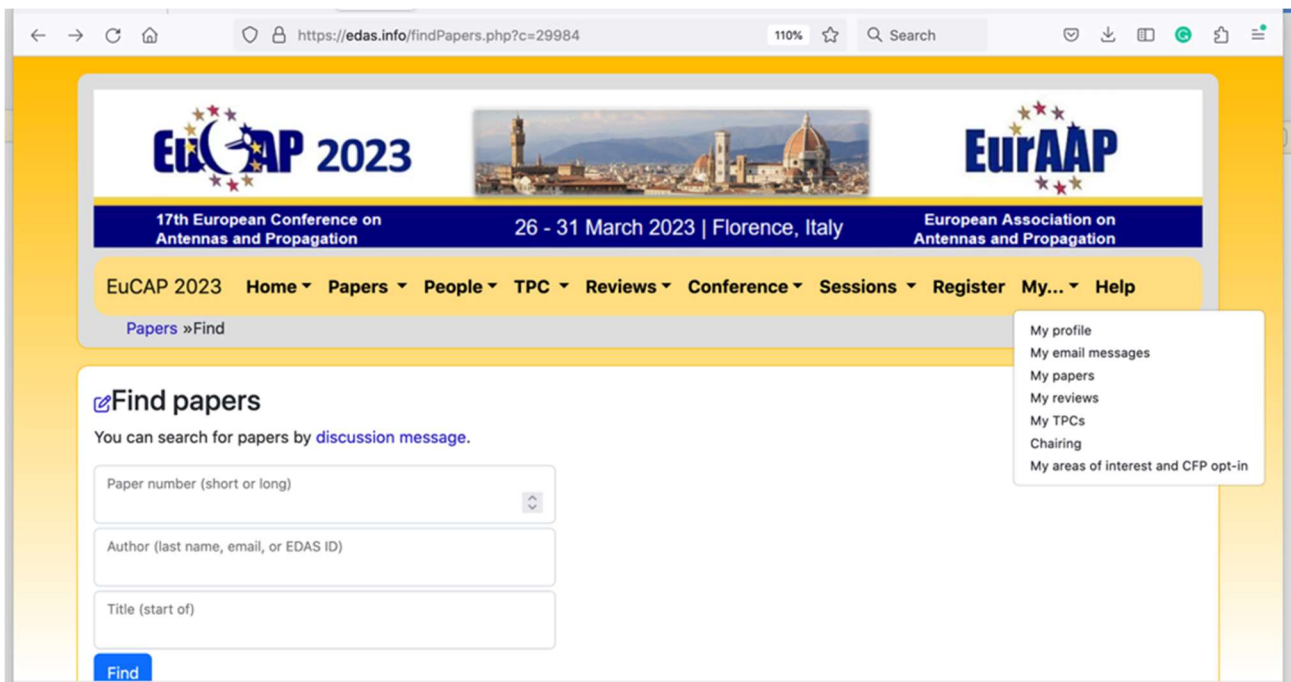 https://edas.info/findPapers.php?c=29984
110%
Search
EuCAP 2023
EurAAP
17th European Conference on
Antennas and Propagation
26 - 31 March 2023 | Florence, Italy
European Association on
Antennas and Propagation
EuCAP 2023 Home Papers People TPC Reviews Conference Sessions Register My... Help
Papers »Find
My profile
My email messages
My papers
My reviews
My TPCs
Chairing
My areas of interest and CFP opt-in
Find papers
You can search for papers by discussion message.
Paper number (short or long)
Author (last name, email, or EDAS ID)
Title (start of)
Find